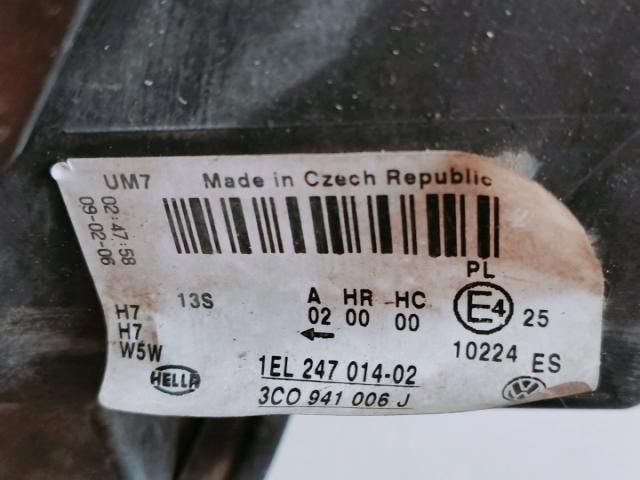 UM7 Made in Czech Republic
02:47:58
09-02-06
PL
13S
A HR HC
02 00 00
E4 25
H7
H7
W5W
10224 ES
HELLA
1EL 247 014-02
3C0 941 006 J
VW